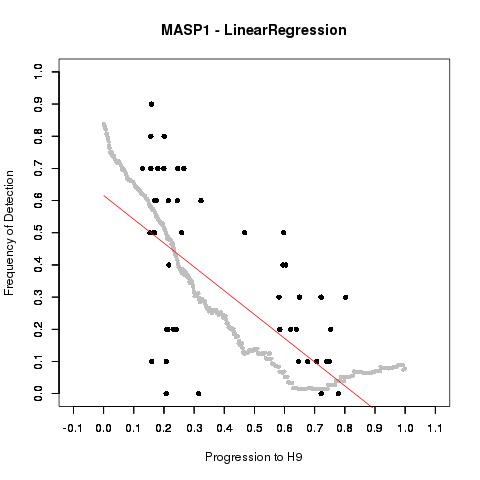 MASP1 - LinearRegression
Frequency of Detection
1.0
0.9
0.8
0.7
0.6
0.5
0.4
0.3
0.2
0.1
0.0
-0.1 0.0 0.1 0.2 0.3 0.4 0.5 0.6 0.7 0.8 0.9 1.0 1.1
Progression to H9